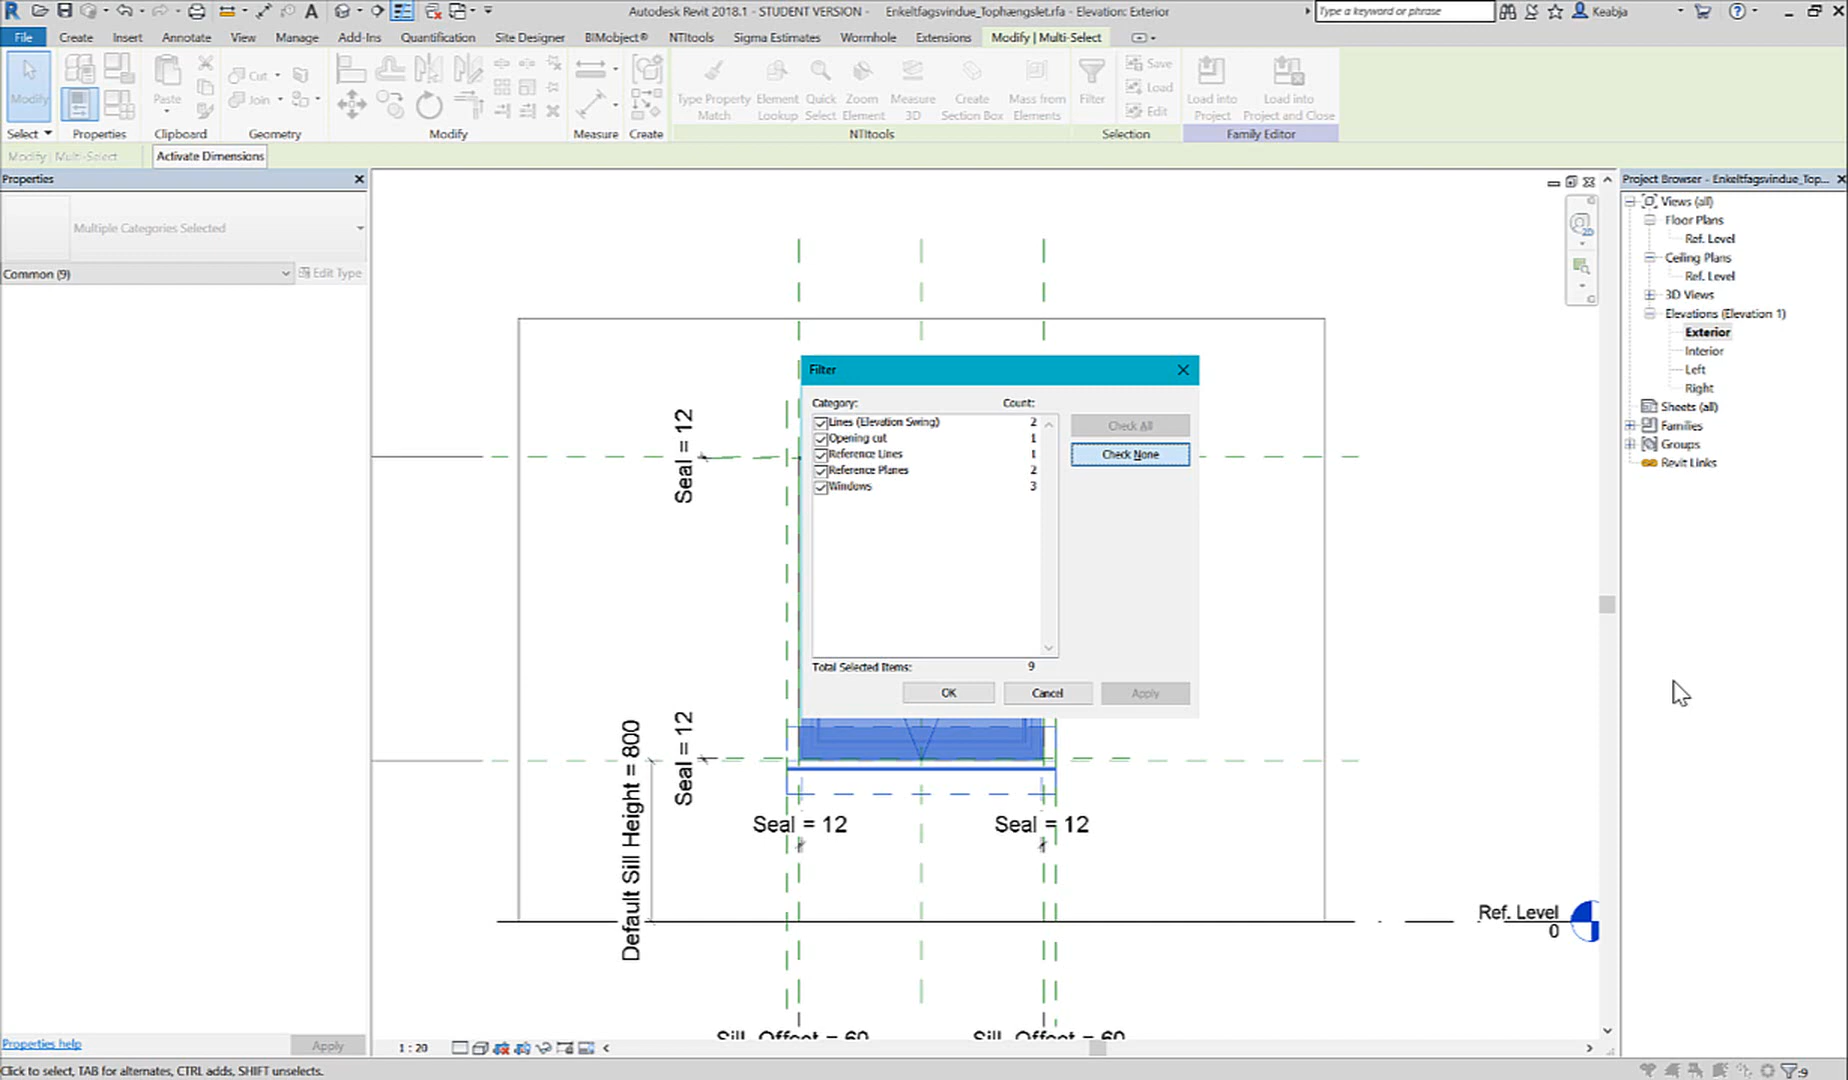 Autodesk Revit 2018.1 - STUDENT VERSION - Enkeltfagsvindue_Tophængslet.rfa - Elevation: Exterior
Type a keyword or phrase
Keabja
File Create Insert Annotate View Manage Add-Ins Quantification Site Designer BIMobject® NTItools Sigma Estimates Wormhole Extensions Modify | Multi-Select
Modify
Paste
Cut
Join
Type Property Match
Element Lookup
Quick Select
Zoom Element
Measure 3D
Create Section Box
Mass from Elements
Filter
Save
Load
Edit
Load into Project
Load into Project and Close
Select Properties Clipboard Geometry Modify Measure Create NTItools Selection Family Editor
Modify | Multi-Select
Activate Dimensions
Properties
Multiple Categories Selected
Common (9)
Edit Type
Properties help
Apply
Seal = 12
Seal = 12
Default Sill Height = 800
Seal = 12
Seal = 12
Sill_Offset = 60
Sill_Offset = 60
Ref. Level
0
Filter
Category: Count:
Lines (Elevation Swing) 2
Opening cut 1
Reference Lines 1
Reference Planes 2
Windows 3
Check All
Check None
Total Selected Items: 9
OK
Cancel
Apply
Project Browser - Enkeltfagsvindue_Top...
Views (all)
Floor Plans
Ref. Level
Ceiling Plans
Ref. Level
3D Views
Elevations (Elevation 1)
Exterior
Interior
Left
Right
Sheets (all)
Families
Groups
Revit Links
1 : 20
Click to select, TAB for alternates, CTRL adds, SHIFT unselects.
:9